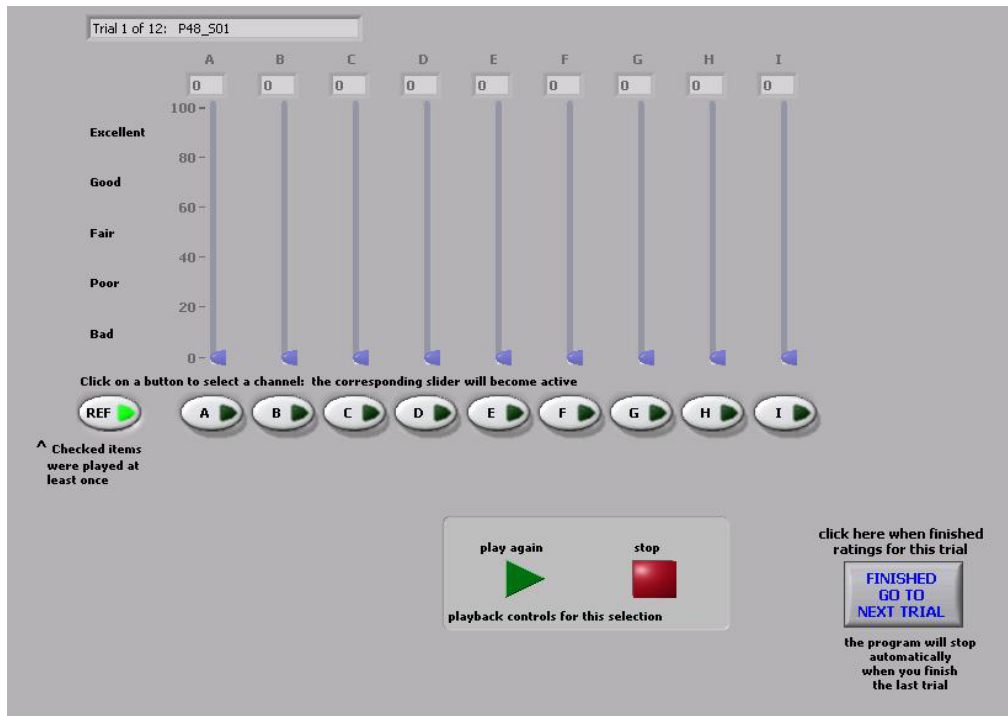 Trial 1 of 12: P48_S01
A B C D E F G H I
0 0 0 0 0 0 0 0 0
100
Excellent
80
Good
60
Fair
40
Poor
20
Bad
0
Click on a button to select a channel: the corresponding slider will become active
REF A B C D E F G H I
^ Checked items
were played at
least once
play again stop
playback controls for this selection
click here when finished
ratings for this trial
FINISHED
GO TO
NEXT TRIAL
the program will stop
automatically
when you finish
the last trial